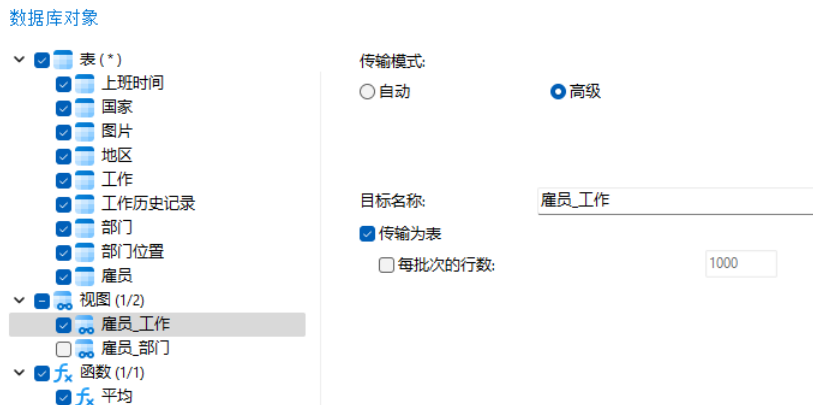 数据库对象
表 (*)
上班时间
国家
图片
地区
工作
工作历史记录
部门
部门位置
雇员
视图 (1/2)
雇员_工作
雇员_部门
函数 (1/1)
平均
传输模式:
自动
高级
目标名称:
雇员_工作
传输为表
每批次的行数:
1000